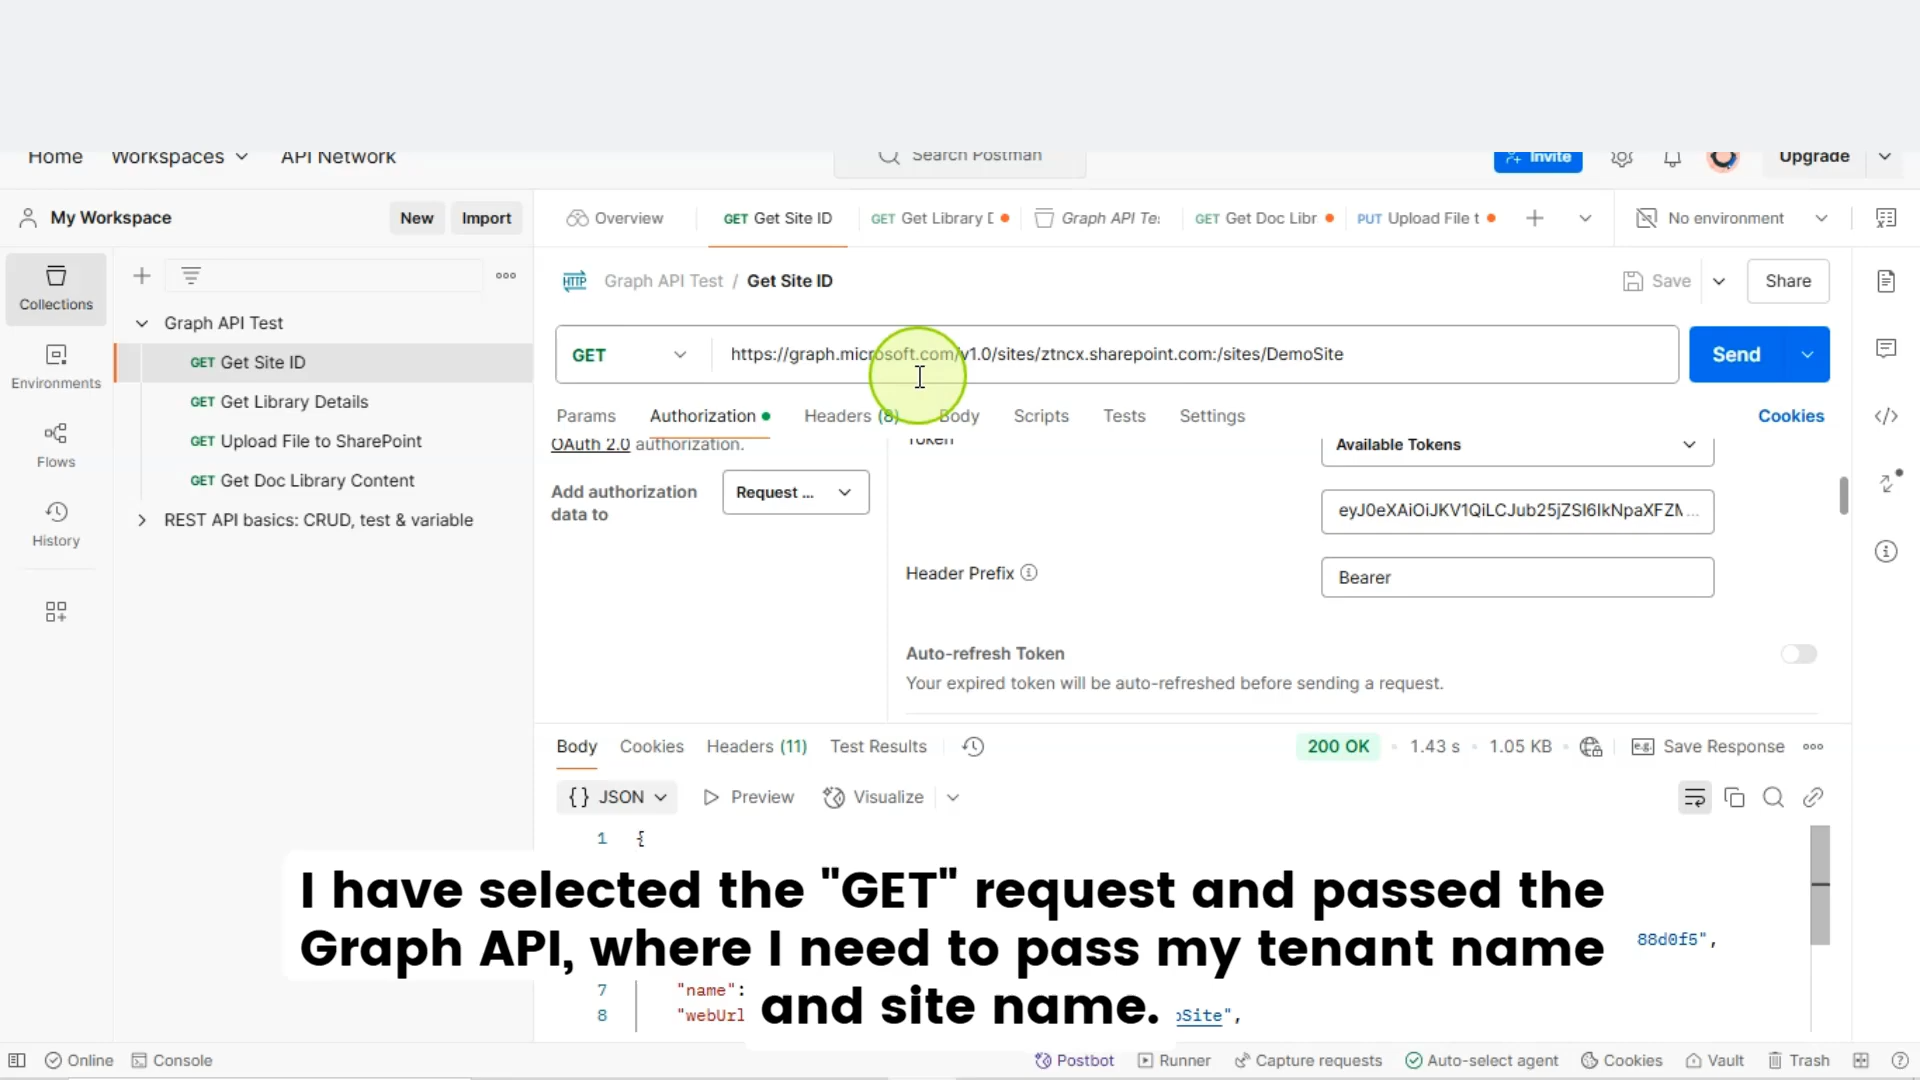 Home Workspaces API Network Search Postman Invite Upgrade
My Workspace New Import Overview GET Get Site ID GET Get Library D Graph API Te GET Get Doc Libr PUT Upload File t No environment
Collections
Graph API Test / Get Site ID Save Share
Graph API Test
GET Get Site ID
GET https://graph.microsoft.com/v1.0/sites/ztncx.sharepoint.com:/sites/DemoSite Send
Environments
GET Get Library Details
Params Authorization Headers (8) Body Scripts Tests Settings Cookies
GET Upload File to SharePoint
OAuth 2.0 authorization. Token Available Tokens
Flows
GET Get Doc Library Content
Add authorization data to Request ...
eyJ0eXAiOiJKV1QiLCJub25jZSI6IkNpaXFZN ...
REST API basics: CRUD, test & variable
History
Header Prefix Bearer
Auto-refresh Token
Your expired token will be auto-refreshed before sending a request.
Body Cookies Headers (11) Test Results 200 OK 1.43 s 1.05 KB e.g. Save Response
{} JSON Preview Visualize
1 {
I have selected the "GET" request and passed the
Graph API, where I need to pass my tenant name
88d0f5",
and site name.
7 "name":
8 "webUrl oSite",
Online Console Postbot Runner Capture requests Auto-select agent Cookies Vault Trash